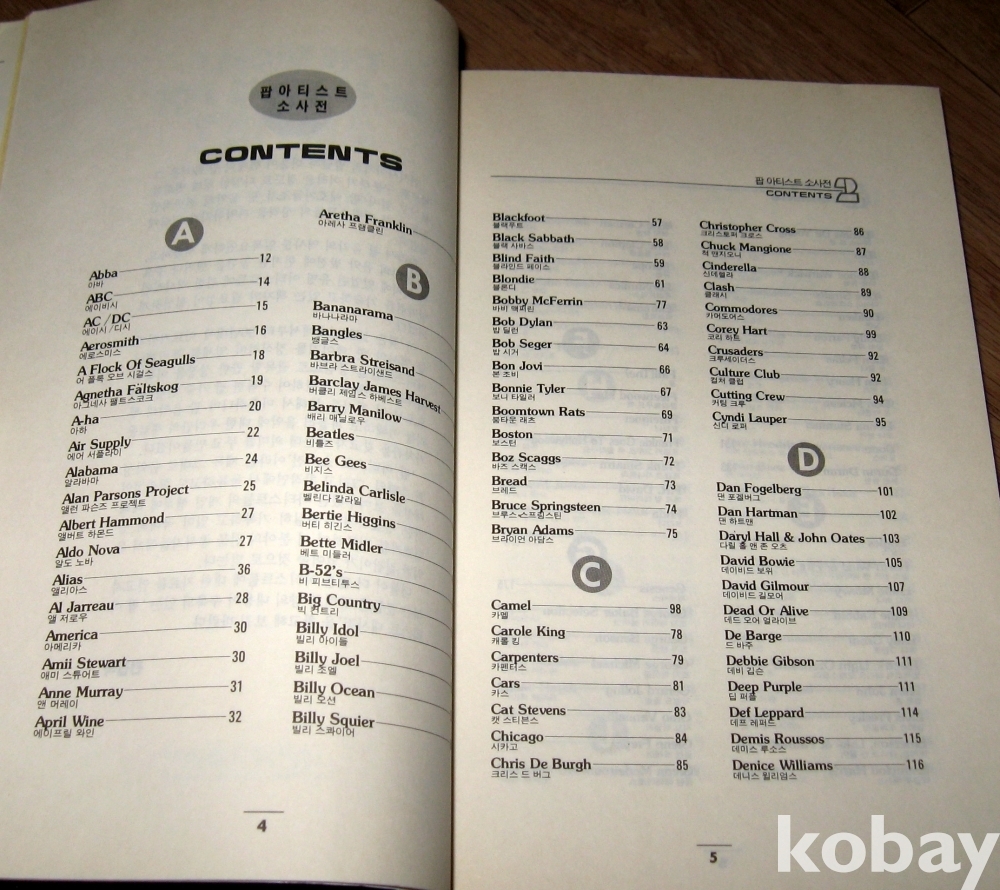 팝아티스트
소사전
CONTENTS
A
Abba 12
아바
ABC 14
에이비시
AC/DC 15
에이시/디시
Aerosmith 16
에로스미스
A Flock Of Seagulls 18
어 플록 오브 시걸스
Agnetha Fältskog 19
아그네사 팰트스코크
A-ha 20
아하
Air Supply 22
에어 서플라이
Alabama 24
알라바마
Alan Parsons Project 25
앨런 파슨즈 프로젝트
Albert Hammond 27
앨버트 하몬드
Aldo Nova 27
알도 노바
Alias 36
앨리아스
Al Jarreau 28
앨 저로우
America 30
아메리카
Amii Stewart 30
애미 스튜어트
Anne Murray 31
앤 머레이
April Wine 32
에이프릴 와인
Aretha Franklin
아레사 프랭클린
B
Bananarama
바나나라마
Bangles
뱅글스
Barbra Streisand
바브라 스트라이샌드
Barclay James Harvest
버클리 제임스 하베스트
Barry Manilow
배리 매닐로우
Beatles
비틀즈
Bee Gees
비지스
Belinda Carlisle
벨린다 칼라일
Bertie Higgins
버티 히긴스
Bette Midler
베트 미들러
B-52's
비 피브티투스
Big Country
빅 컨트리
Billy Idol
빌리 아이돌
Billy Joel
빌리 조엘
Billy Ocean
빌리 오션
Billy Squier
빌리 스콰이어
4
팝 아티스트 소사전
CONTENTS
Blackfoot 57
블랙푸트
Black Sabbath 58
블랙 사바스
Blind Faith 59
블라인드 페이스
Blondie 61
블론디
Bobby McFerrin 77
바비 맥퍼린
Bob Dylan 63
밥 딜런
Bob Seger 64
밥 시거
Bon Jovi 66
본 조비
Bonnie Tyler 67
보니 타일러
Boomtown Rats 69
붐타운 래츠
Boston 71
보스턴
Boz Scaggs 72
바즈 스캑스
Bread 73
브레드
Bruce Springsteen 74
브루스 스프링스틴
Bryan Adams 75
브라이언 아담스
C
Camel 98
카멜
Carole King 78
캐롤 킹
Carpenters 79
카펜터스
Cars 81
카스
Cat Stevens 83
캣 스티븐스
Chicago 84
시카고
Chris De Burgh 85
크리스 드 버그
Christopher Cross 86
크리스토퍼 크로스
Chuck Mangione 87
척 맨지오니
Cinderella 88
신데렐라
Clash 89
클래시
Commodores 90
카머도어스
Corey Hart 99
코리 하트
Crusaders 92
크루세이더스
Culture Club 92
컬처 클럽
Cutting Crew 94
커팅 크루
Cyndi Lauper 95
신디 로퍼
D
Dan Fogelberg 101
댄 포겔버그
Dan Hartman 102
댄 하트맨
Daryl Hall & John Oates 103
다릴 홀 앤 존 오츠
David Bowie 105
데이비드 보위
David Gilmour 107
데이비드 길모어
Dead Or Alive 109
데드 오어 얼라이브
De Barge 110
드 바주
Debbie Gibson 111
데비 깁슨
Deep Purple 111
딥 퍼플
Def Leppard 114
데프 레퍼드
Demis Roussos 115
데미스 루소스
Denice Williams 116
데니스 윌리엄스
5
kobay